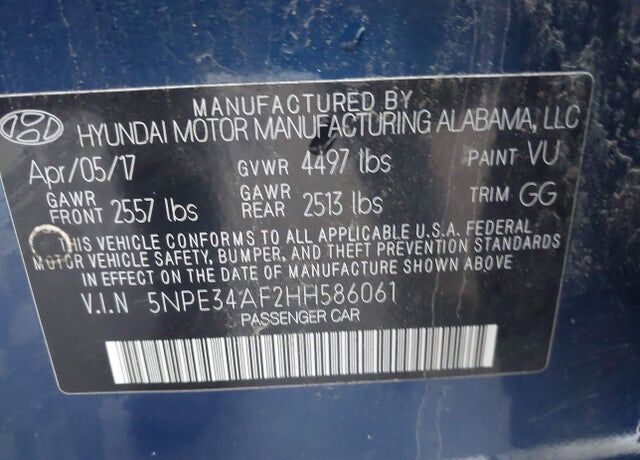 MANUFACTURED BY
HYUNDAI MOTOR MANUFACTURING ALABAMA, LLC
Apr/05/17 GVWR 4497 lbs PAINT VU
GAWR FRONT 2557 lbs GAWR REAR 2513 lbs TRIM GG
THIS VEHICLE CONFORMS TO ALL APPLICABLE U.S.A. FEDERAL
MOTOR VEHICLE SAFETY, BUMPER, AND THEFT PREVENTION STANDARDS
IN EFFECT ON THE DATE OF MANUFACTURE SHOWN ABOVE
V.I.N 5NPE34AF2HH586061
PASSENGER CAR